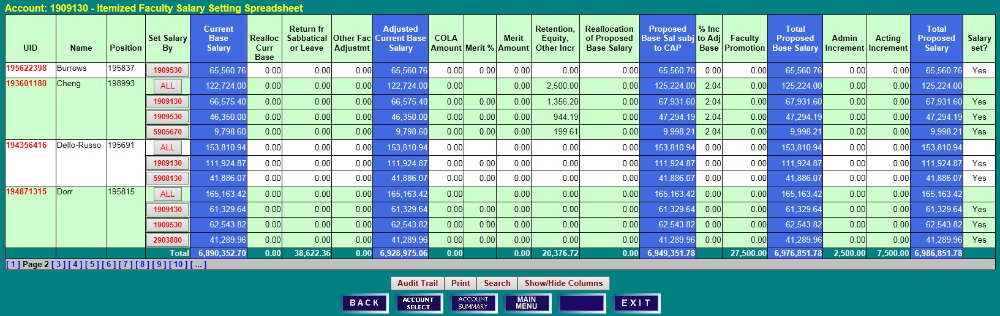 Account: 1909130 - Itemized Faculty Salary Setting Spreadsheet
UID Name Position Set Salary By Current Base Salary Realloc Curr Base Return fr Sabbatical or Leave Other Fac Adjustmt Adjusted Current Base Salary COLA Amount Merit % Merit Amount Retention, Equity, Other Incr Reallocation of Proposed Base Salary Proposed Base Sal subj to CAP % Inc to Adj Base Faculty Promotion Total Proposed Base Salary Admin Increment Acting Increment Total Proposed Salary Salary set?
195622398 Burrows 195837 1909530 65,560.76 0.00 0.00 0.00 65,560.76 0.00 0.00 0.00 0.00 0.00 65,560.76 0.00 0.00 65,560.76 0.00 0.00 65,560.76 Yes
193601180 Cheng 198993 ALL 122,724.00 0.00 0.00 0.00 122,724.00 0.00 0.00 2,500.00 0.00 125,224.00 2.04 0.00 125,224.00 0.00 0.00 125,224.00
1909130 66,575.40 0.00 0.00 0.00 66,575.40 0.00 0.00 0.00 1,356.20 0.00 67,931.60 2.04 0.00 67,931.60 0.00 0.00 67,931.60 Yes
1909530 46,350.00 0.00 0.00 0.00 46,350.00 0.00 0.00 0.00 944.19 0.00 47,294.19 2.04 0.00 47,294.19 0.00 0.00 47,294.19 Yes
5905670 9,798.60 0.00 0.00 0.00 9,798.60 0.00 0.00 0.00 199.61 0.00 9,998.21 2.04 0.00 9,998.21 0.00 0.00 9,998.21 Yes
194356416 Dello-Russo 195691 ALL 153,810.94 0.00 0.00 0.00 153,810.94 0.00 0.00 0.00 0.00 153,810.94 0.00 0.00 153,810.94 0.00 0.00 153,810.94
1909130 111,924.87 0.00 0.00 0.00 111,924.87 0.00 0.00 0.00 0.00 0.00 111,924.87 0.00 0.00 111,924.87 0.00 0.00 111,924.87 Yes
5908130 41,886.07 0.00 0.00 0.00 41,886.07 0.00 0.00 0.00 0.00 0.00 41,886.07 0.00 0.00 41,886.07 0.00 0.00 41,886.07 Yes
194871315 Dorr 195815 ALL 165,163.42 0.00 0.00 0.00 165,163.42 0.00 0.00 0.00 0.00 165,163.42 0.00 0.00 165,163.42 0.00 0.00 165,163.42
1909130 61,329.64 0.00 0.00 0.00 61,329.64 0.00 0.00 0.00 0.00 0.00 61,329.64 0.00 0.00 61,329.64 0.00 0.00 61,329.64 Yes
1909530 62,543.82 0.00 0.00 0.00 62,543.82 0.00 0.00 0.00 0.00 0.00 62,543.82 0.00 0.00 62,543.82 0.00 0.00 62,543.82 Yes
2903880 41,289.96 0.00 0.00 0.00 41,289.96 0.00 0.00 0.00 0.00 0.00 41,289.96 0.00 0.00 41,289.96 0.00 0.00 41,289.96 Yes
Total 6,890,352.70 0.00 38,622.36 0.00 6,928,975.06 0.00 0.00 20,376.72 0.00 6,949,351.78 27,500.00 6,976,851.78 2,500.00 7,500.00 6,986,851.78
[ 1 ] Page 2 [ 3 ] [ 4 ] [ 5 ] [ 6 ] [ 7 ] [ 8 ] [ 9 ] [ 10 ] [ ... ]
Audit Trail Print Search Show/Hide Columns
BACK ACCOUNT SELECT ACCOUNT SUMMARY MAIN MENU EXIT